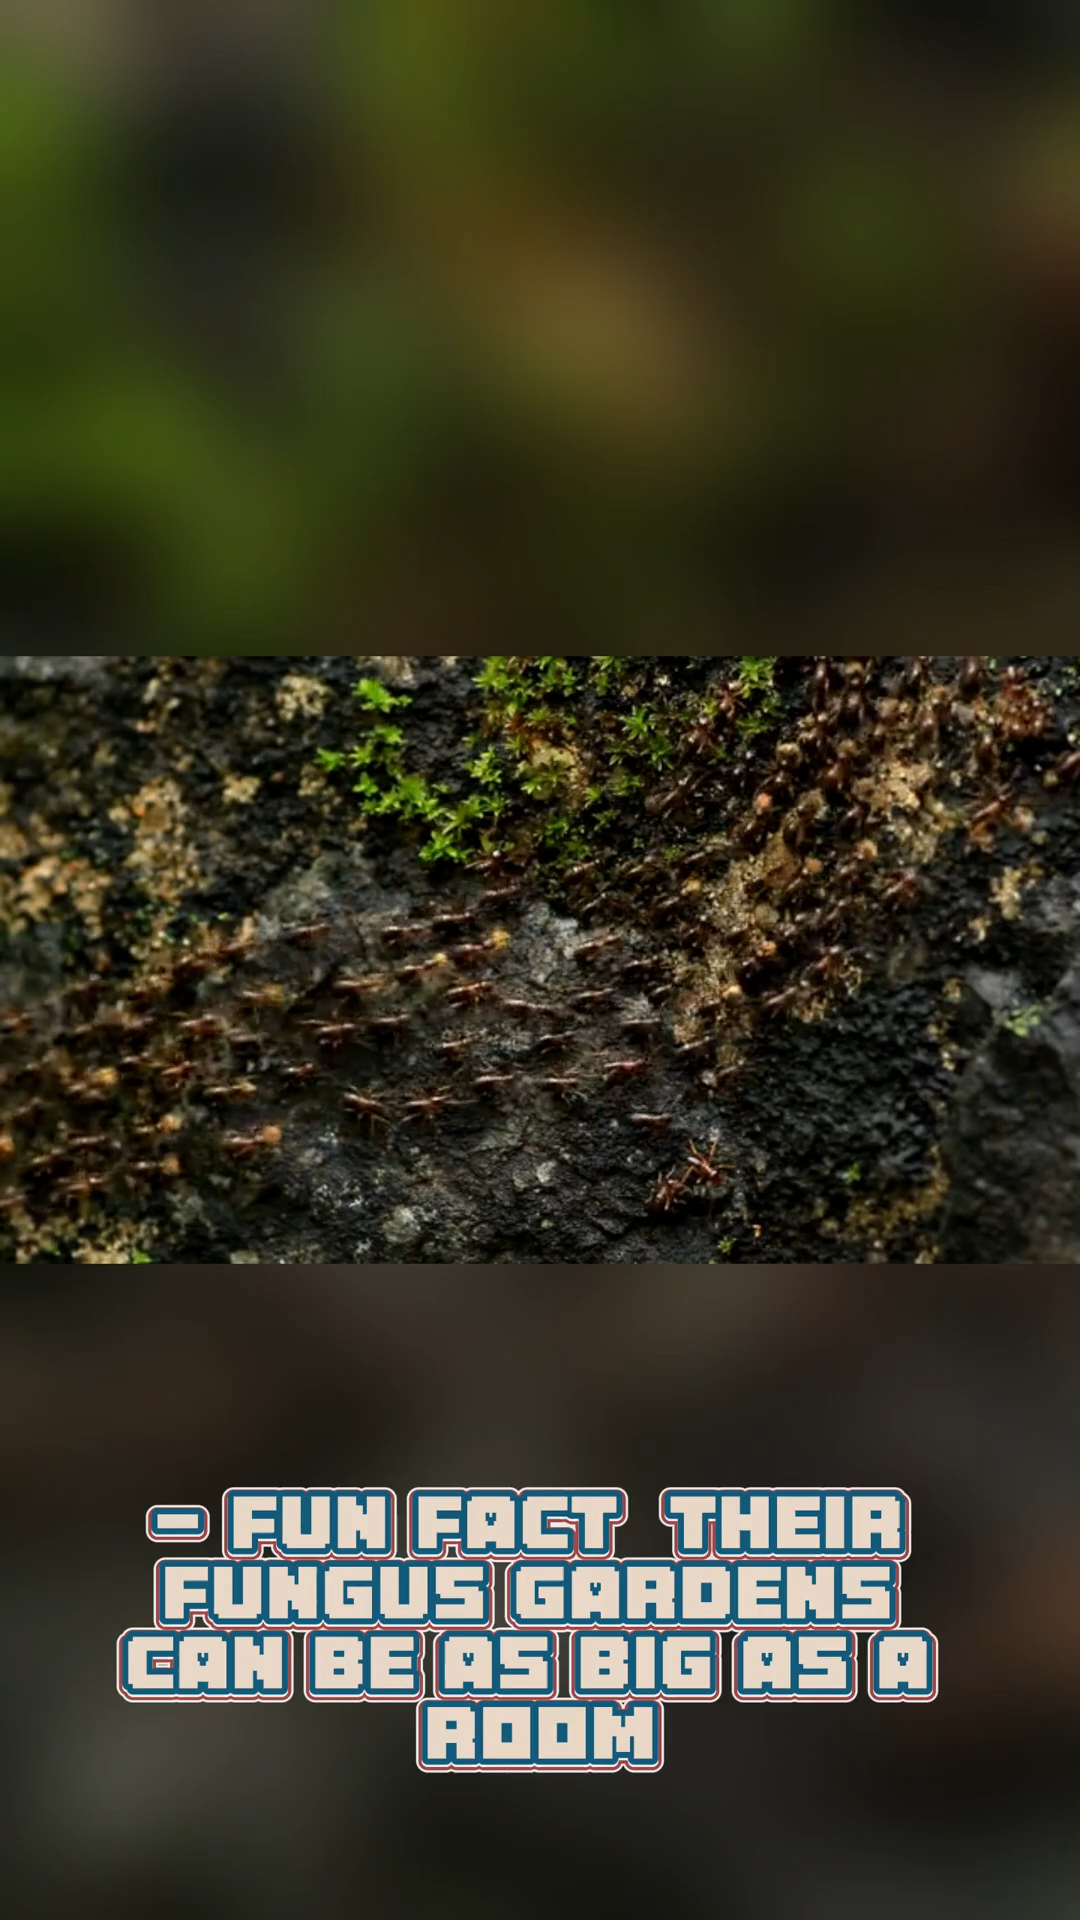 - FUN FACT THEIR
FUNGUS GARDENS
CAN BE AS BIG AS A
ROOM